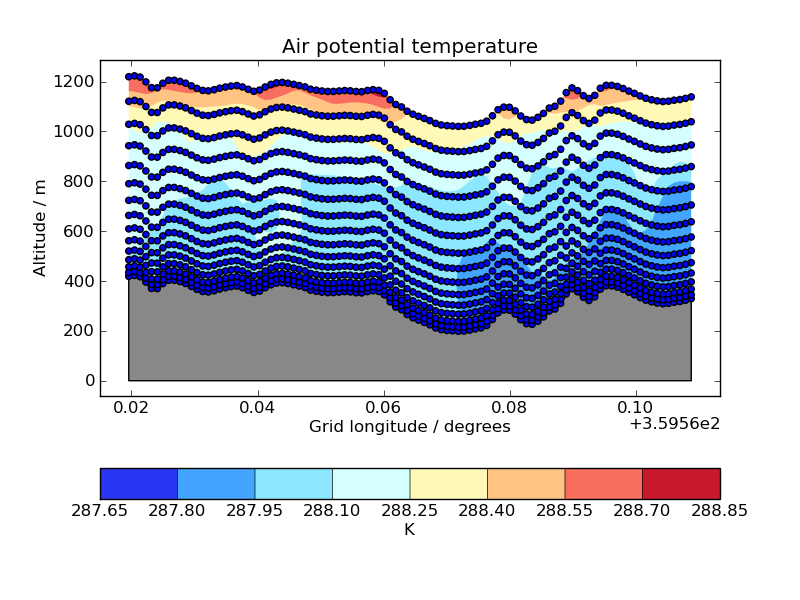 Air potential temperature
Altitude / m
1200
1000
800
600
400
200
0
0.02 0.04 0.06 0.08 0.10
+3.5956e2
Grid longitude / degrees
287.65 287.80 287.95 288.10 288.25 288.40 288.55 288.70 288.85
K